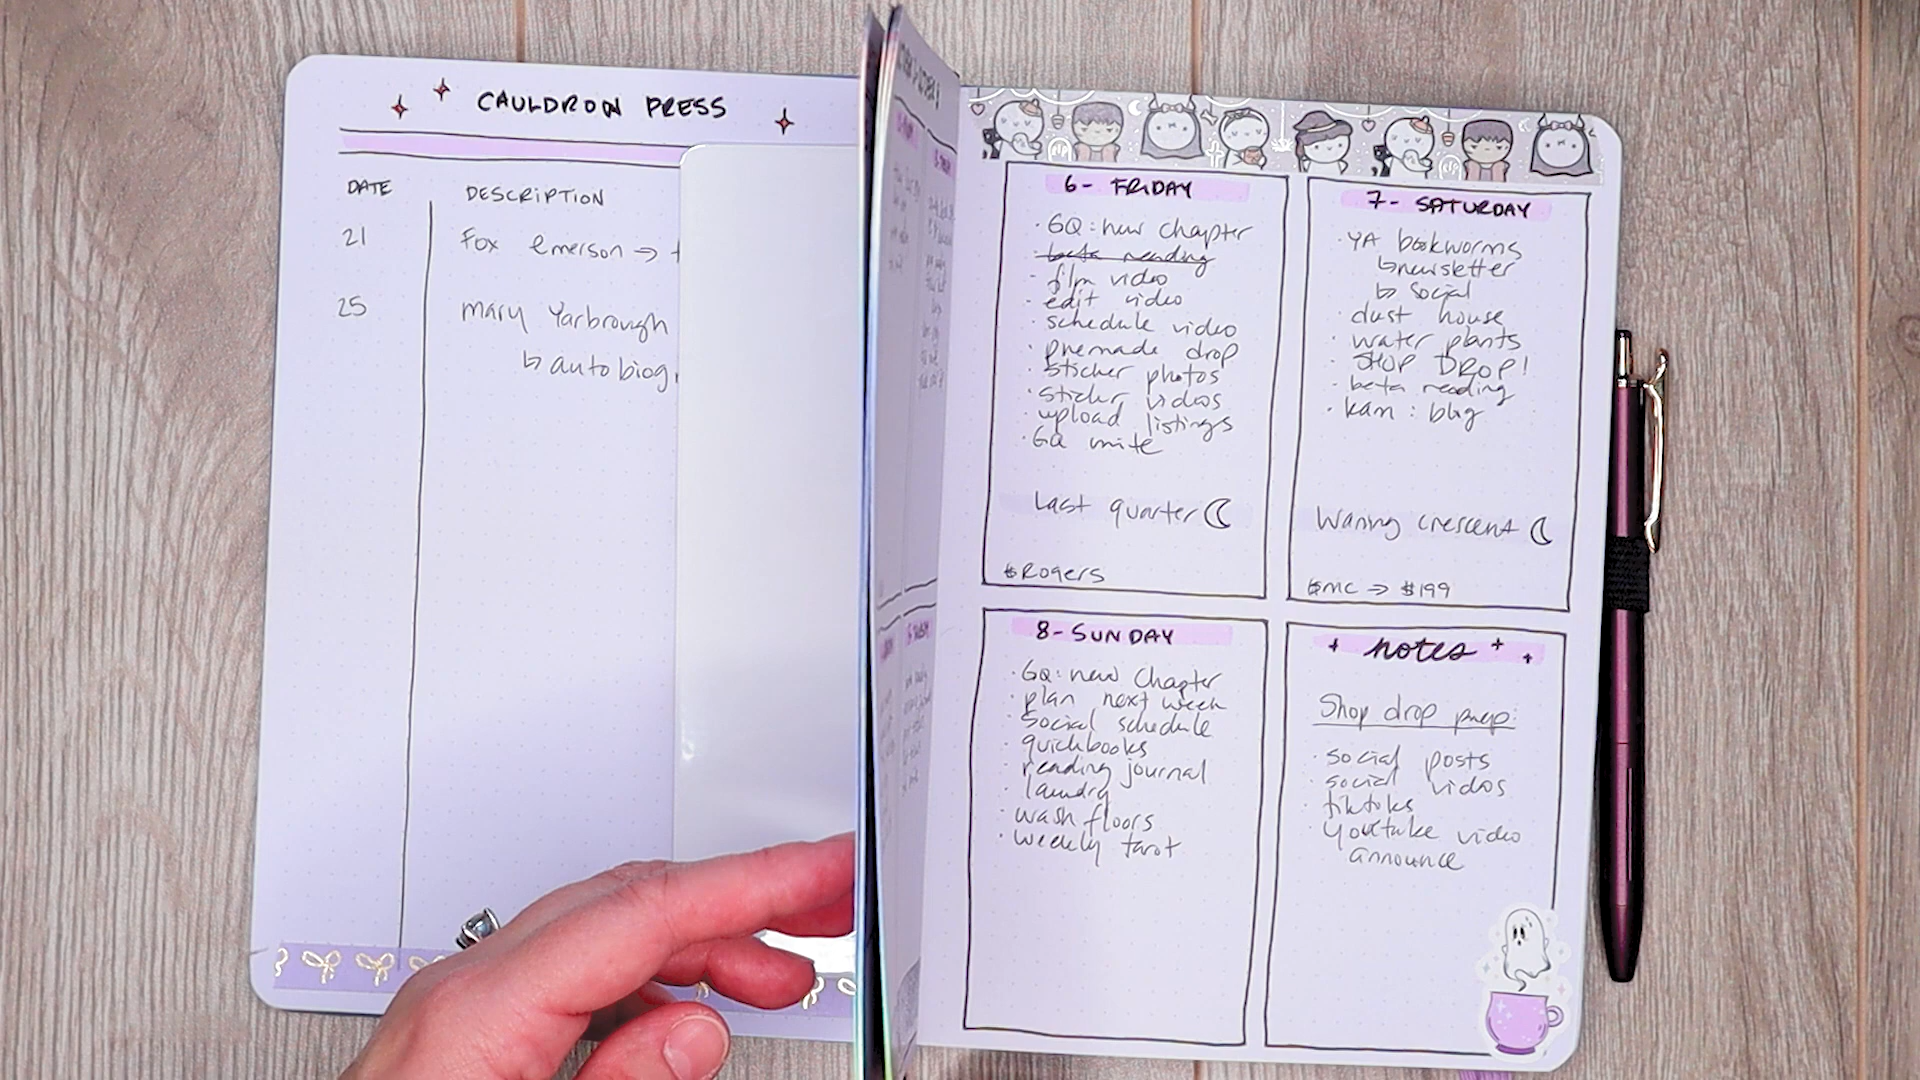 CAULDRON PRESS
DATE
DESCRIPTION
21
Fox Emerson →
25
Mary Yarbrough
↳ autobiog
6 - FRIDAY
· GQ: new chapter
· beta reading
· film video
· edit video
· schedule video
· premade drop
· sticker photos
· sticker videos
· upload listings
· GQ write
Last quarter
$ Rogers
7 - SATURDAY
· YA bookworms
↳ newsletter
↳ Social
· dust house
· water plants
· SHOP DROP!
· beta reading
· kam: blog
Waning crescent
$ MC → $199
8 - SUNDAY
· GQ: new Chapter
· plan next week
· Social schedule
· quickbooks
· reading journal
· laundry
· wash floors
· weekly tarot
notes
Shop drop prep:
· social posts
· social videos
· tiktoks
· youtube video
announce